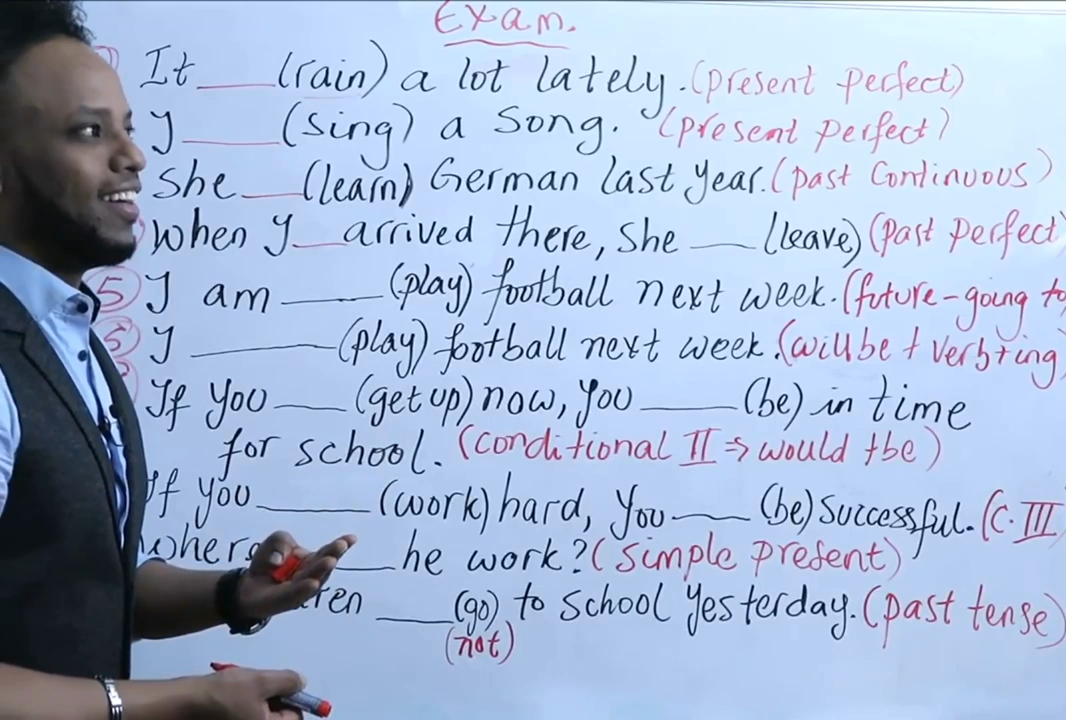 Exam.
It ___ (rain) a lot lately. (present perfect)
I ___ (sing) a song. (present perfect)
She ___ (learn) German last year. (past Continuous)
When I ___ arrived there, She ___ (leave) (Past Perfect
5 I am ___ (play) football next week. (future-going to
I ___ (play) football next week. (will be + verb+ing
If you ___ (get up) now, you ___ (be) in time
for school. (conditional II => would + be)
If you ___ (work) hard, you ___ (be) Successful. (C. III
where ___ he work? (Simple present)
___ (go) to school yesterday. (past tense)
(not)